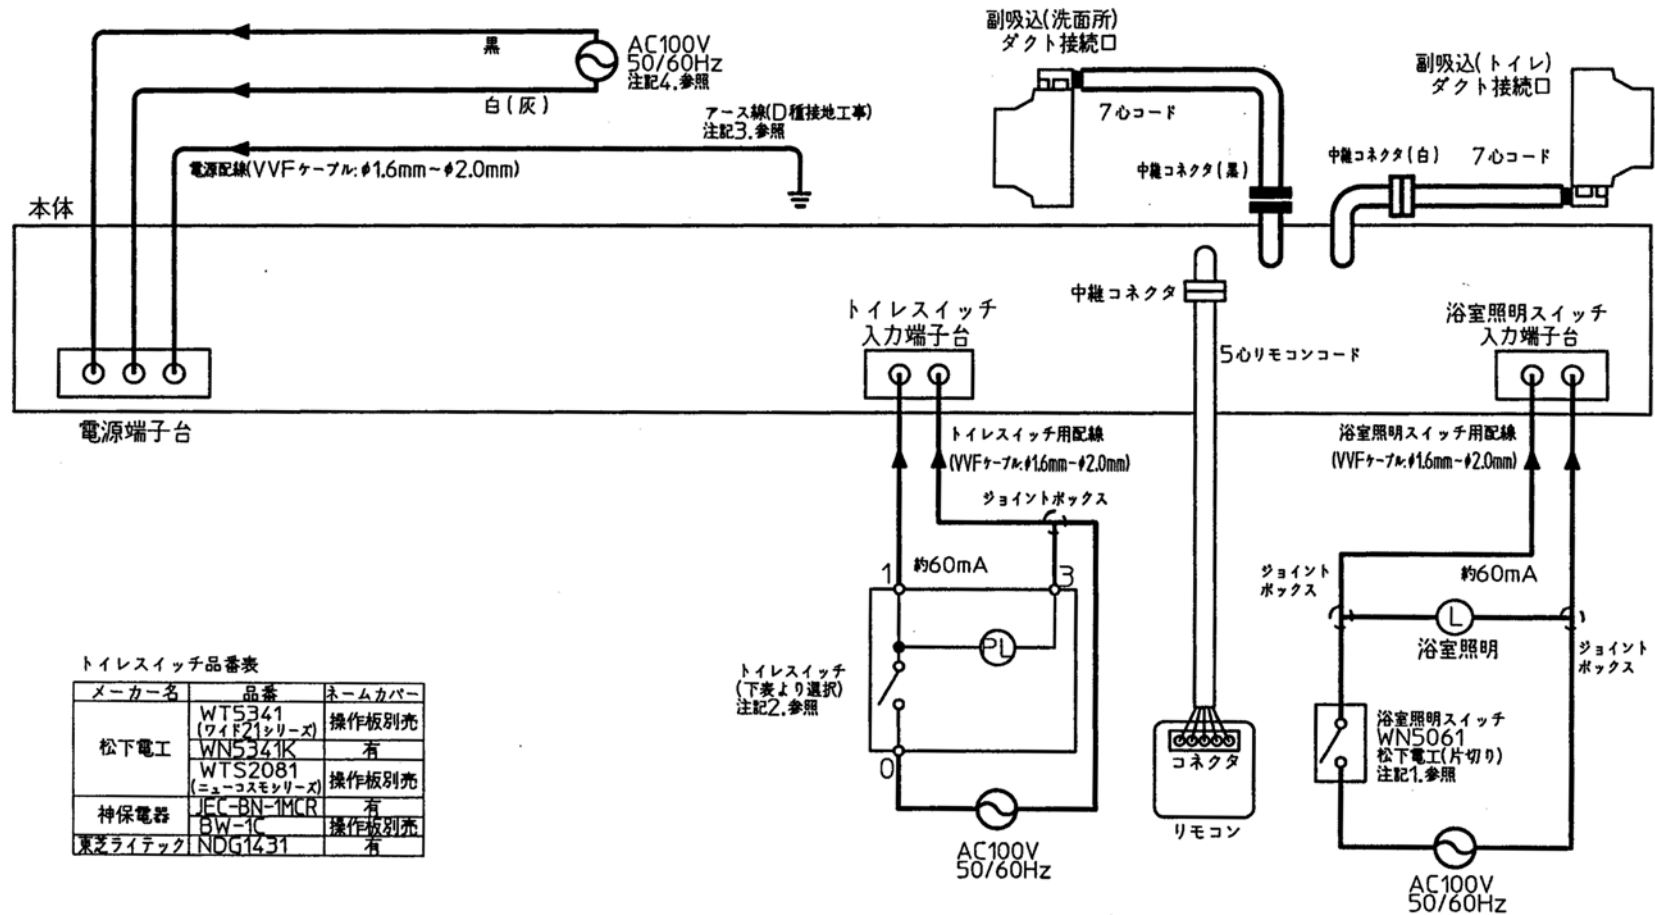 黒
AC100V
50/60Hz
注記4.参照
白(灰)
アース線(D種接地工事)
注記3.参照
電源配線(VVFケーブル:φ1.6mm~φ2.0mm)
副吸込(洗面所)
ダクト接続口
7心コード
中継コネクタ(黒)
副吸込(トイレ)
ダクト接続口
中継コネクタ(白)
7心コード
本体
電源端子台
トイレスイッチ
入力端子台
中継コネクタ
5心リモコンコード
浴室照明スイッチ
入力端子台
トイレスイッチ用配線
(VVFケーブル:φ1.6mm~φ2.0mm)
ジョイントボックス
浴室照明スイッチ用配線
(VVFケーブル:φ1.6mm~φ2.0mm)
1
約60mA
3
PL
トイレスイッチ
(下表より選択)
注記2.参照
0
AC100V
50/60Hz
コネクタ
リモコン
ジョイント
ボックス
約60mA
L
浴室照明
ジョイント
ボックス
浴室照明スイッチ
WN5061
松下電工(片切り)
注記1.参照
AC100V
50/60Hz
トイレスイッチ品番表
メーカー名 品番 ネームカバー
松下電工 WT5341 (ワイド21シリーズ) 操作板別売
WN5341K 有
WTS2081 (ニューコスモシリーズ) 操作板別売
神保電器 JEC-BN-1MCR 有
BW-1C 操作板別売
東芝ライテック NDG1431 有